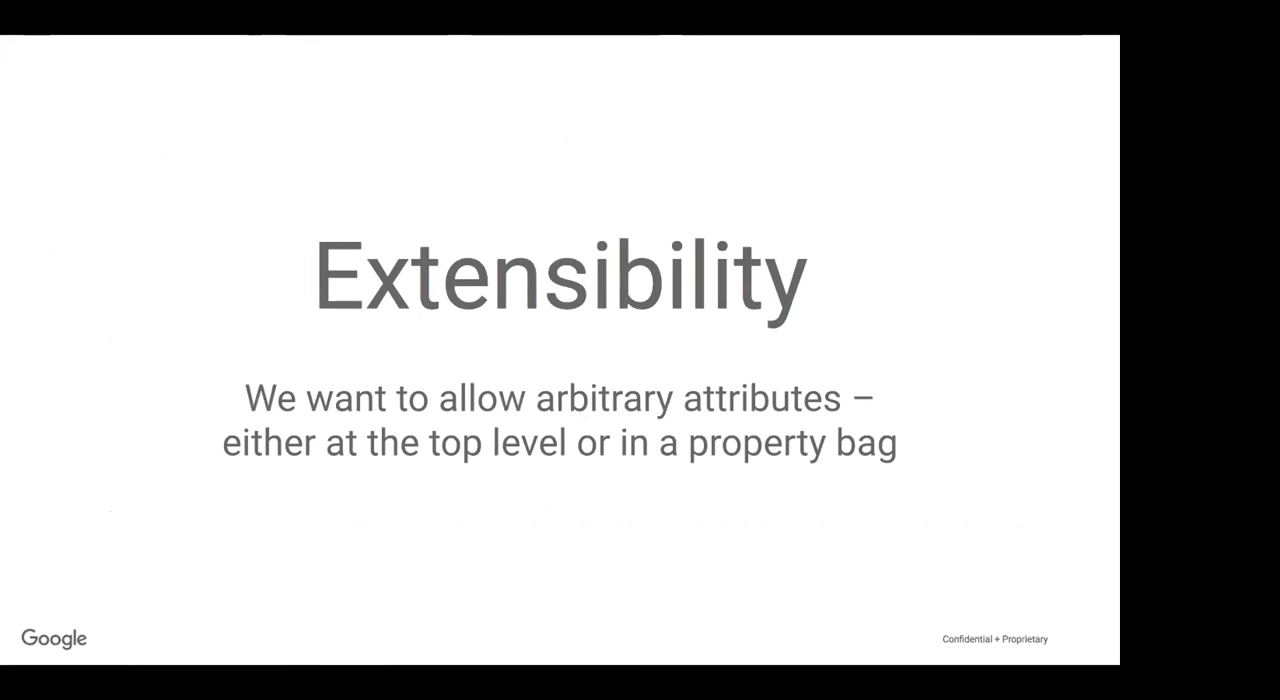 Extensibility
We want to allow arbitrary attributes –
either at the top level or in a property bag
Google
Confidential + Proprietary